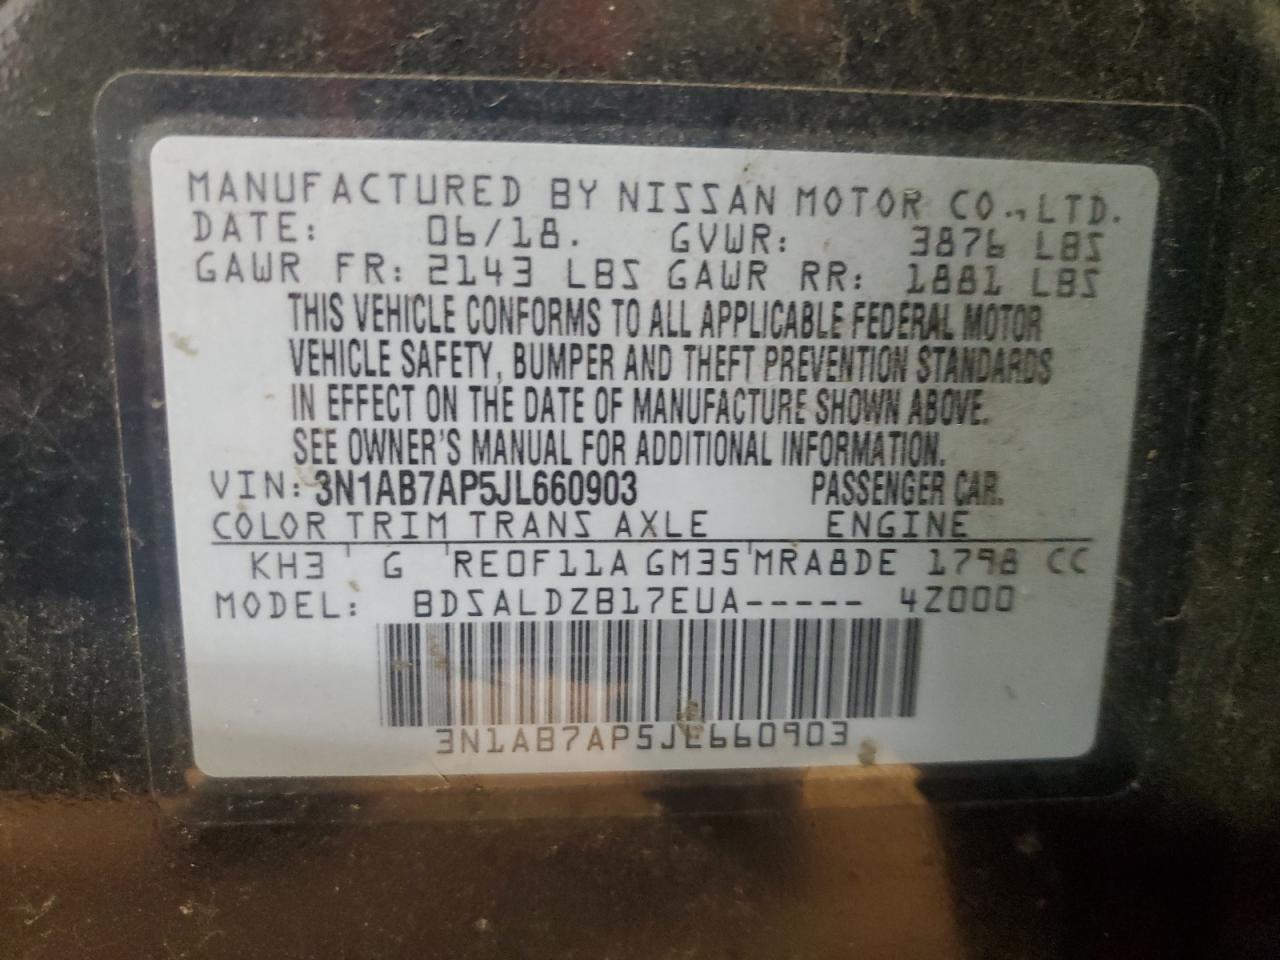 MANUFACTURED BY NISSAN MOTOR CO., LTD.
DATE: 06/18. GVWR: 3876 LBS
GAWR FR: 2143 LBS GAWR RR: 1881 LBS
THIS VEHICLE CONFORMS TO ALL APPLICABLE FEDERAL MOTOR
VEHICLE SAFETY, BUMPER AND THEFT PREVENTION STANDARDS
IN EFFECT ON THE DATE OF MANUFACTURE SHOWN ABOVE.
SEE OWNER'S MANUAL FOR ADDITIONAL INFORMATION.
VIN: 3N1AB7AP5JL660903 PASSENGER CAR.
COLOR TRIM TRANS AXLE ENGINE
KH3 ' G ' RE0F11A GM35 ' MRA8DE 1798 CC
MODEL: BDSALDZB17EUA----- 4Z000
3N1AB7AP5JL660903